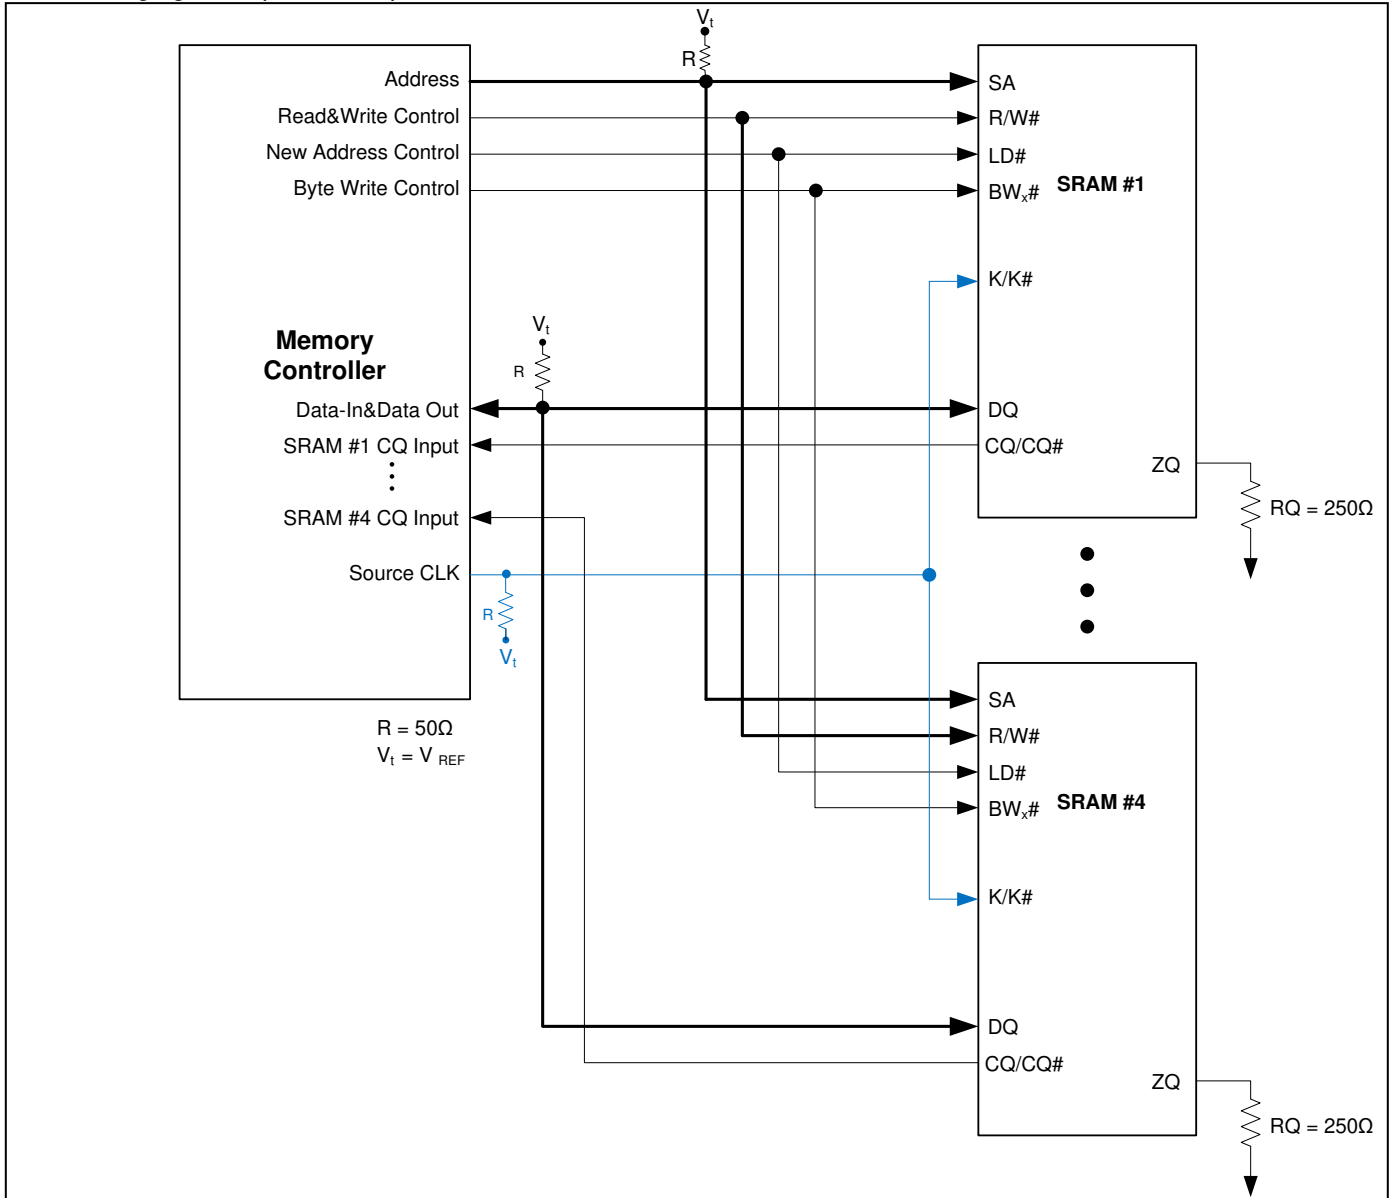 Vt
R
Address
Read&Write Control
New Address Control
Byte Write Control
SA
R/W#
LD#
BWx#
SRAM #1
K/K#
Vt
R
Memory
Controller
Data-In&Data Out
SRAM #1 CQ Input
SRAM #4 CQ Input
Source CLK
DQ
CQ/CQ#
ZQ
RQ = 250Ω
R
Vt
R = 50Ω
Vt = V REF
SA
R/W#
LD#
BWx#
SRAM #4
K/K#
DQ
CQ/CQ#
ZQ
RQ = 250Ω